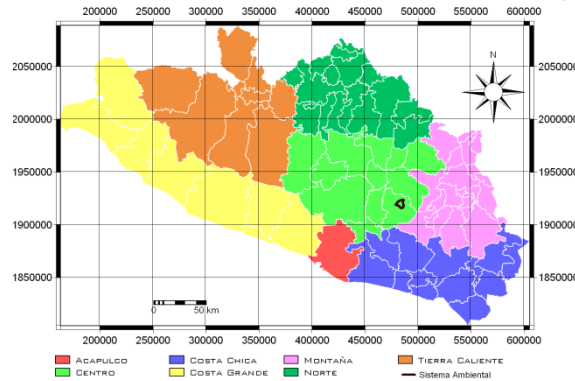 200000 250000 300000 350000 400000 450000 500000 550000 600000
N
2050000 2050000
2000000 2000000
1950000 1950000
1900000 1900000
1850000 1850000
0 50 km
200000 250000 300000 350000 400000 450000 500000 550000 600000
ACAPULCO COSTA CHICA MONTAÑA TIERRA CALIENTE
CENTRO COSTA GRANDE NORTE Sistema Ambiental